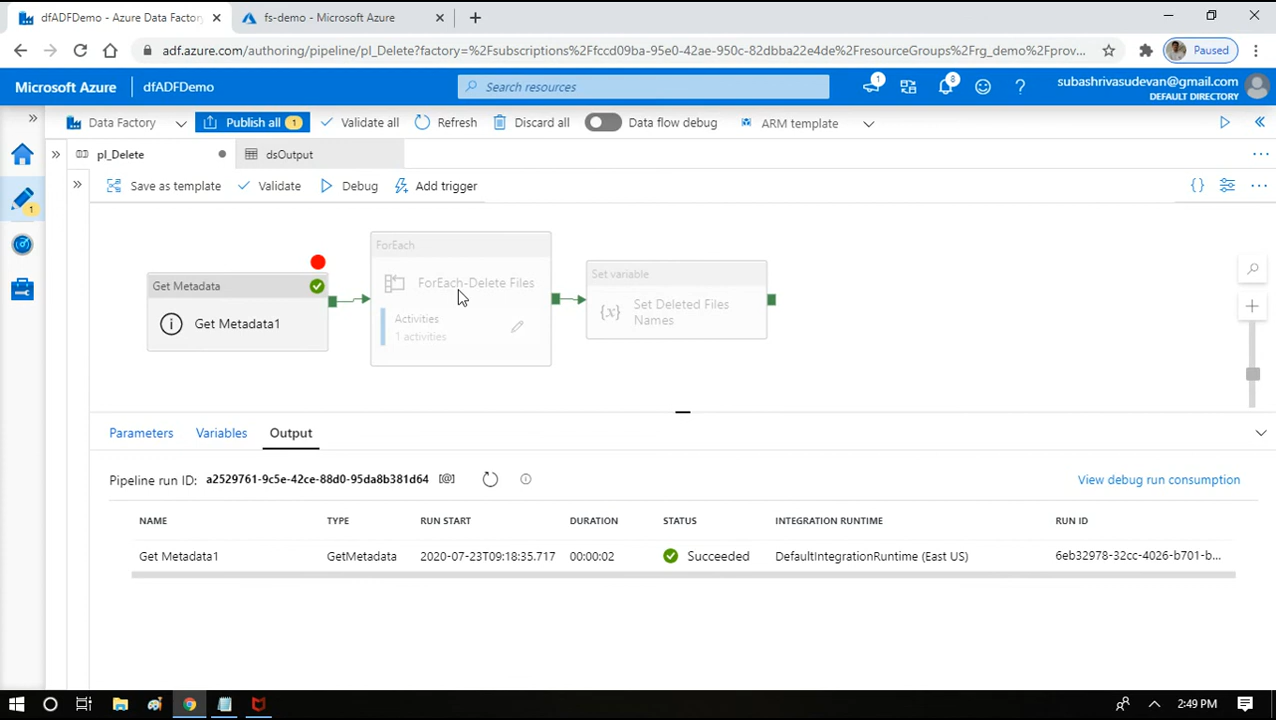 dfADFDemo - Azure Data Factory
fs-demo - Microsoft Azure
adf.azure.com/authoring/pipeline/pl_Delete?factory=%2Fsubscriptions%2Ffccd09ba-95e0-42ae-950c-82dbba22e4de%2FresourceGroups%2Frg_demo%2Fprov...
Paused
Microsoft Azure
dfADFDemo
Search resources
1
8
subashrivasudevan@gmail.com
DEFAULT DIRECTORY
Data Factory
Publish all 1
Validate all
Refresh
Discard all
Data flow debug
ARM template
pl_Delete
dsOutput
1
Save as template
Validate
Debug
Add trigger
Get Metadata
Get Metadata1
ForEach
ForEach-Delete Files
Activities
1 activities
Set variable
{x}
Set Deleted Files
Names
Parameters
Variables
Output
Pipeline run ID: a2529761-9c5e-42ce-88d0-95da8b381d64 [@]
View debug run consumption
NAME TYPE RUN START DURATION STATUS INTEGRATION RUNTIME RUN ID
Get Metadata1 GetMetadata 2020-07-23T09:18:35.717 00:00:02 Succeeded DefaultIntegrationRuntime (East US) 6eb32978-32cc-4026-b701-b...
2:49 PM